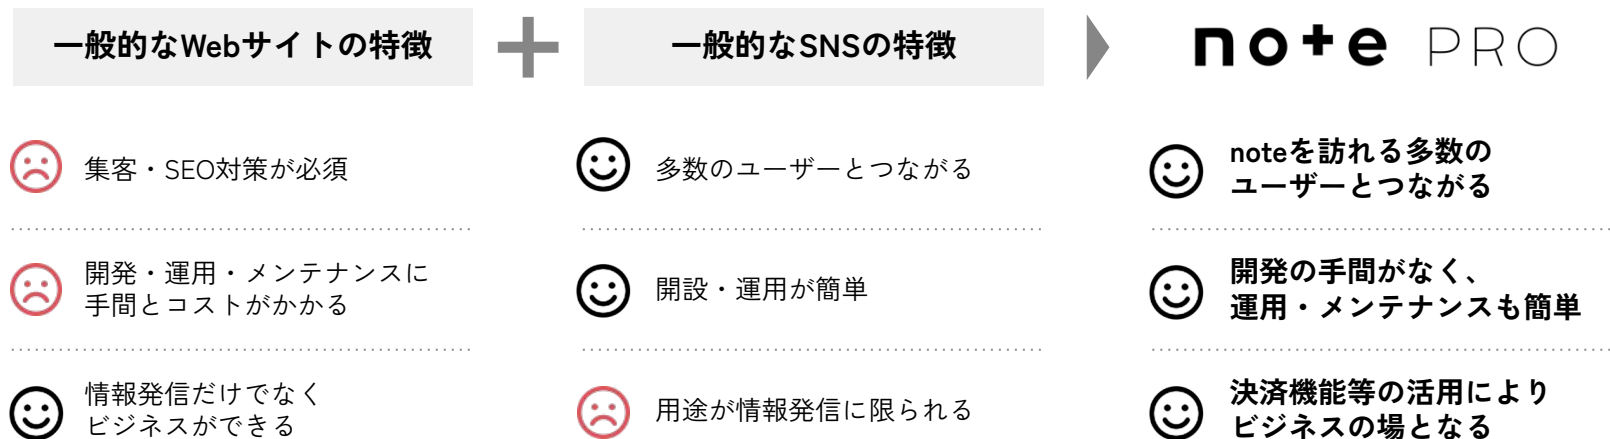 一般的なWebサイトの特徴
一般的なSNSの特徴
note PRO
集客・SEO対策が必須
多数のユーザーとつながる
noteを訪れる多数の
ユーザーとつながる
開発・運用・メンテナンスに
手間とコストがかかる
開設・運用が簡単
開発の手間がなく、
運用・メンテナンスも簡単
情報発信だけでなく
ビジネスができる
用途が情報発信に限られる
決済機能等の活用により
ビジネスの場となる